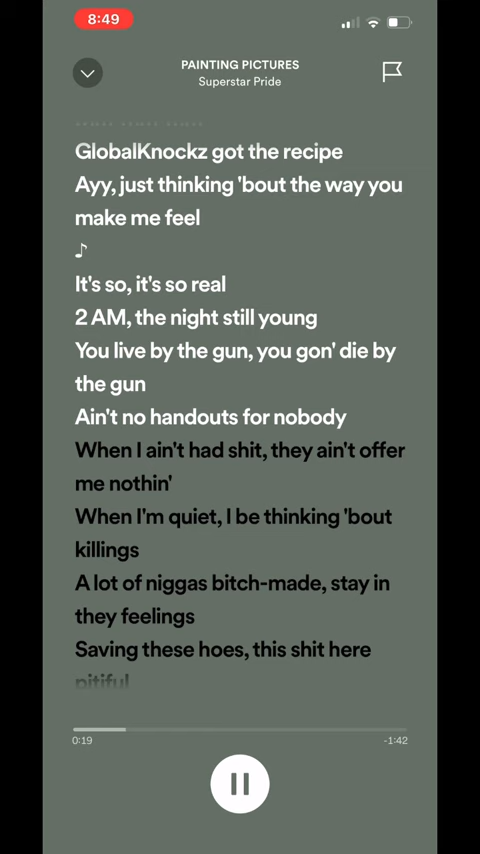 8:49
PAINTING PICTURES
Superstar Pride
GlobalKnockz got the recipe
Ayy, just thinking 'bout the way you
make me feel
♪
It's so, it's so real
2 AM, the night still young
You live by the gun, you gon' die by
the gun
Ain't no handouts for nobody
When I ain't had shit, they ain't offer
me nothin'
When I'm quiet, I be thinking 'bout
killings
A lot of niggas bitch-made, stay in
they feelings
Saving these hoes, this shit here
pitiful
0:19
-1:42